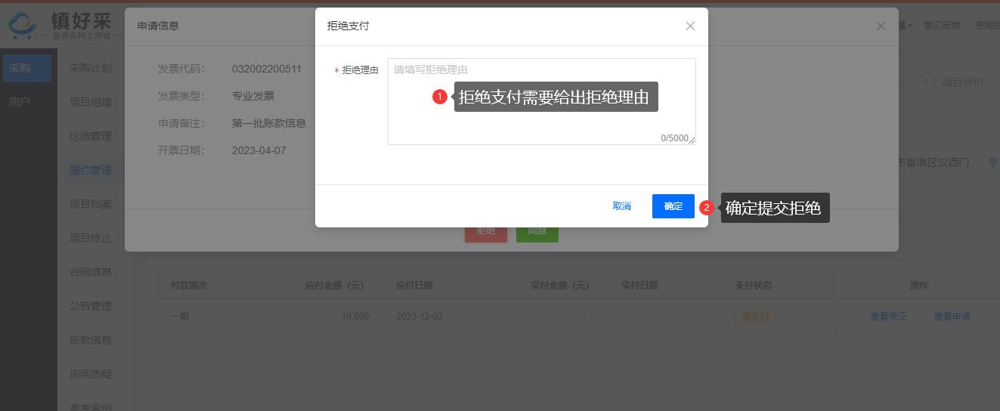 镇好采
服务类网上商城
申请信息
拒绝支付
强
意见反馈
采购
用户
采购计划
项目组建
比选管理
履约管理
项目档案
项目终止
合同信息
公告管理
账款信息
询问质疑
参考案例
4 项目评价
发票代码：
032002200511
发票类型：
专业发票
申请备注：
第一批账款信息
开票日期：
2023-04-07
* 拒绝理由
请填写拒绝理由
1 拒绝支付需要给出拒绝理由
0/5000
市秦淮区汉西门...
取消
确定
2 确定提交拒绝
拒绝
同意
付款期次
应付金额（元）
应付日期
实付金额（元）
实付日期
支付状态
操作
一期
10,000
2023-12-02
-
-
待支付
查看凭证
查看申请